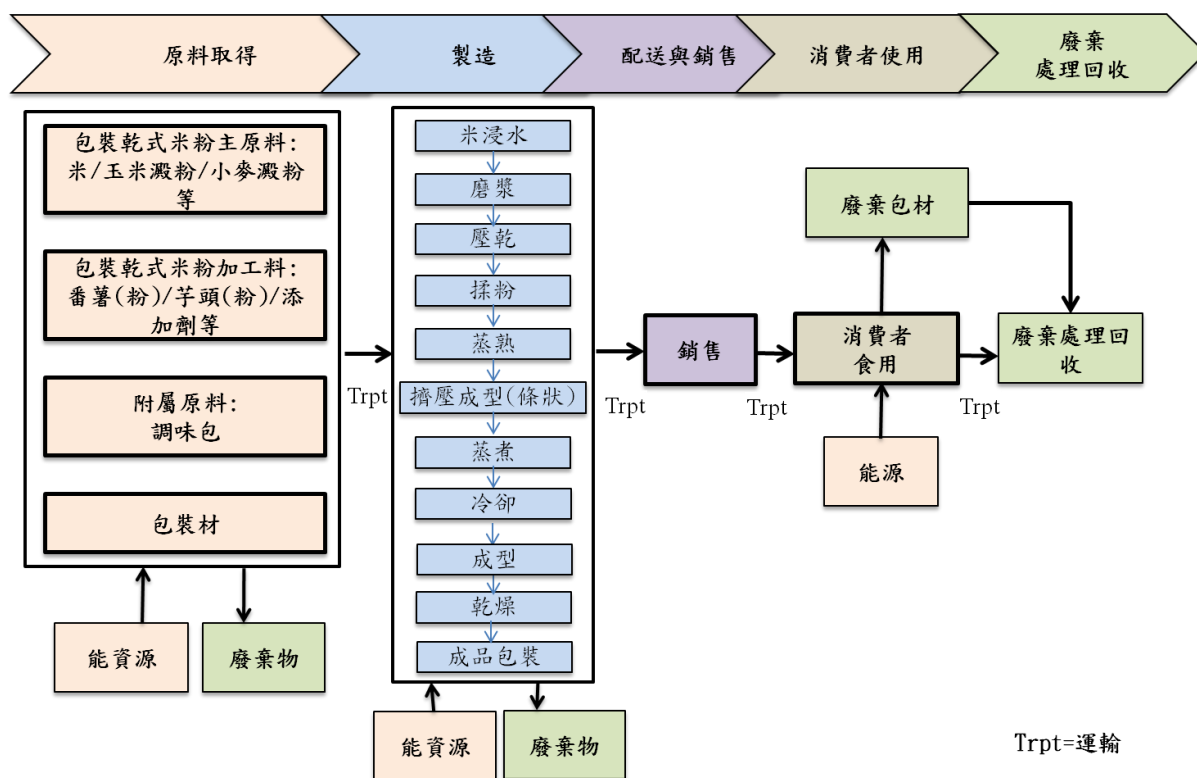 原料取得
製造
配送與銷售
消費者使用
廢棄
處理回收
包裝乾式米粉主原料:
米/玉米澱粉/小麥澱粉
等
包裝乾式米粉加工料:
番薯(粉)/芋頭(粉)/添
加劑等
附屬原料:
調味包
包裝材
能資源
廢棄物
Trpt
米浸水
磨漿
壓乾
揉粉
蒸熟
擠壓成型(條狀)
蒸煮
冷卻
成型
乾燥
成品包裝
能資源
廢棄物
Trpt
銷售
Trpt
廢棄包材
消費者
食用
能源
Trpt
廢棄處理回
收
Trpt=運輸